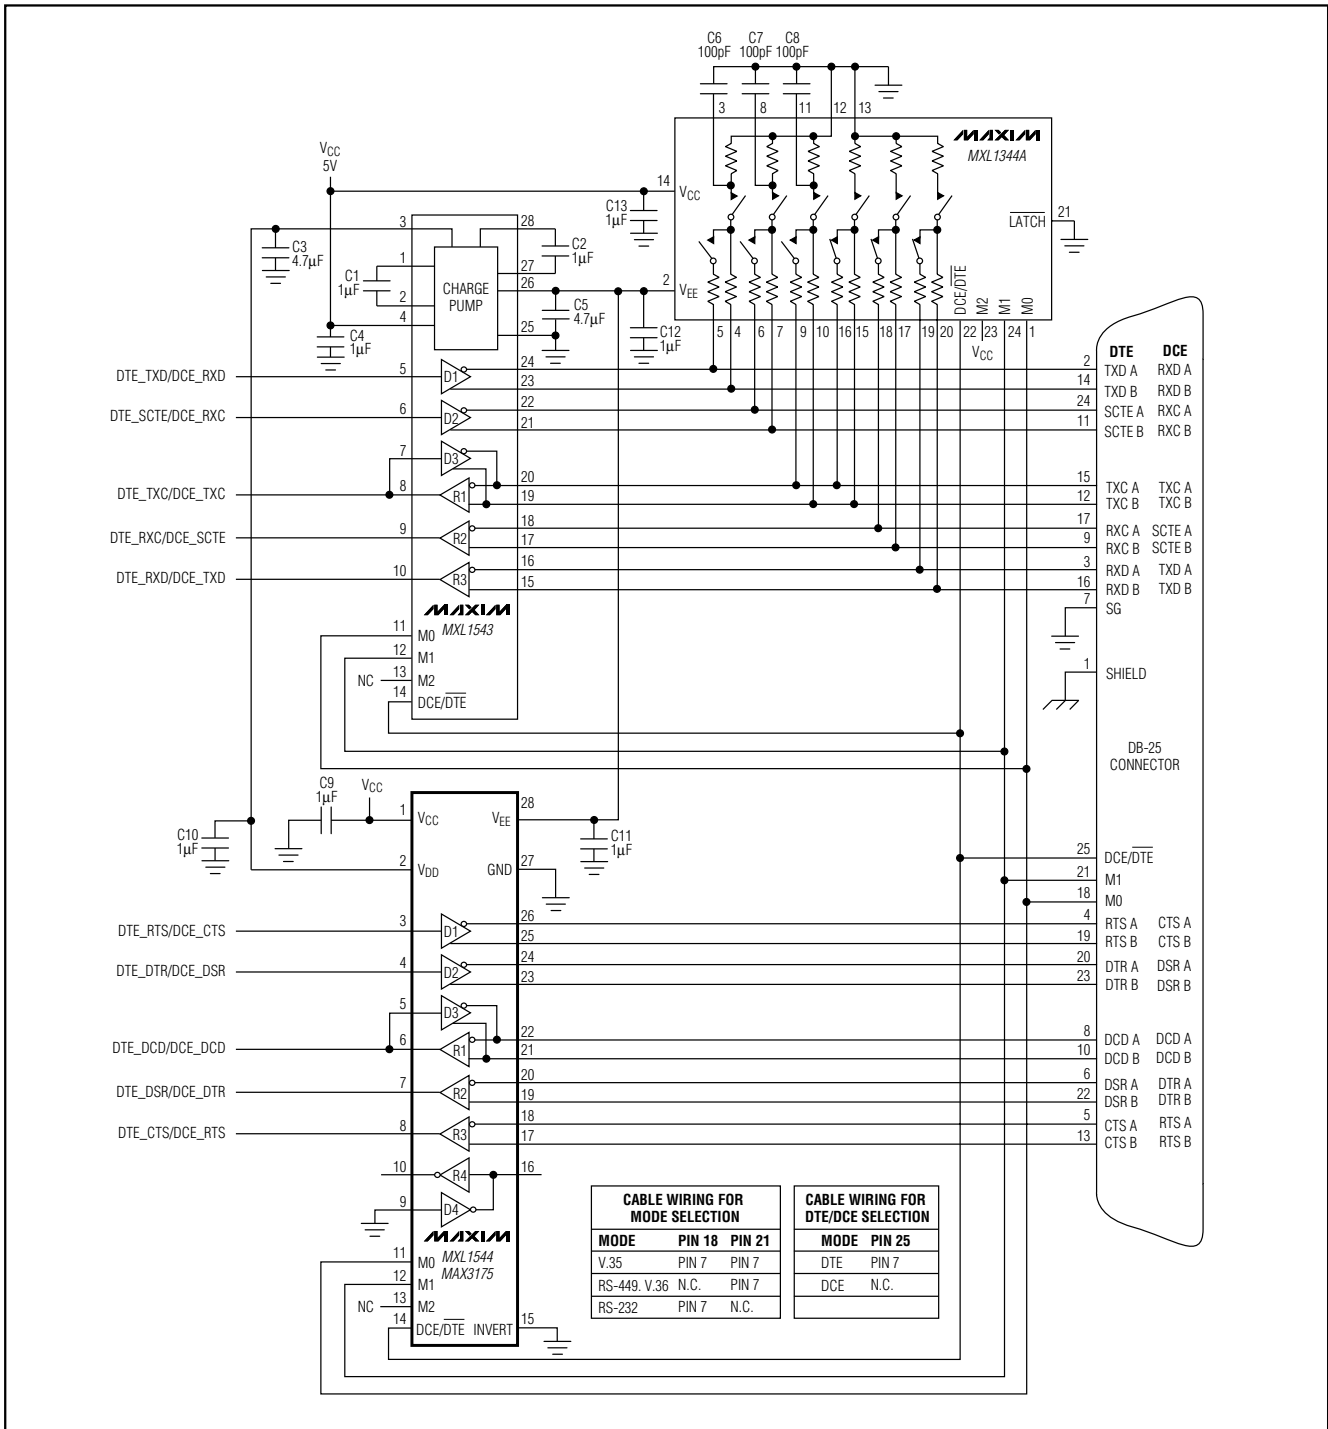 C6 C7 C8
100pF 100pF 100pF
3 8 11 12 13
MAXIM
MXL1344A
VCC
5V
14 VCC
C13
1µF
LATCH 21
3 28
C3
4.7µF
C2
1µF
1 27
C1
1µF
CHARGE
PUMP
26
2 VEE
2
C5
4.7µF
4 25
C4
1µF
C12
1µF
DCE/DTE M2 M1 M0
5 4 6 7 9 10 16 15 18 17 19 20 22 23 24 1
VCC
DTE DCE
DTE_TXD/DCE_RXD 5 D1 24 2 TXD A RXD A
23 14 TXD B RXD B
DTE_SCTE/DCE_RXC 6 D2 22 24 SCTE A RXC A
21 11 SCTE B RXC B
7 D3
DTE_TXC/DCE_TXC 8 R1 20 15 TXC A TXC A
19 12 TXC B TXC B
DTE_RXC/DCE_SCTE 9 R2 18 17 RXC A SCTE A
17 9 RXC B SCTE B
DTE_RXD/DCE_TXD 10 R3 16 3 RXD A TXD A
15 16 RXD B TXD B
7 SG
MAXIM
MXL1543
11 M0
12 M1
NC 13 M2
14 DCE/DTE
1 SHIELD
DB-25
CONNECTOR
C9
1µF
VCC
1 VCC VEE 28
C10
1µF
C11
1µF
2 VDD GND 27
25 DCE/DTE
21 M1
18 M0
DTE_RTS/DCE_CTS 3 D1 26 4 RTS A CTS A
25 19 RTS B CTS B
DTE_DTR/DCE_DSR 4 D2 24 20 DTR A DSR A
23 23 DTR B DSR B
5 D3
DTE_DCD/DCE_DCD 6 R1 22 8 DCD A DCD A
21 10 DCD B DCD B
DTE_DSR/DCE_DTR 7 R2 20 6 DSR A DTR A
19 22 DSR B DTR B
DTE_CTS/DCE_RTS 8 R3 18 5 CTS A RTS A
17 13 CTS B RTS B
10 R4 16
9 D4
MAXIM
MXL1544
MAX3175
11 M0
12 M1
NC 13 M2
14 DCE/DTE INVERT 15
CABLE WIRING FOR
MODE SELECTION
MODE PIN 18 PIN 21
V.35 PIN 7 PIN 7
RS-449. V.36 N.C. PIN 7
RS-232 PIN 7 N.C.
CABLE WIRING FOR
DTE/DCE SELECTION
MODE PIN 25
DTE PIN 7
DCE N.C.